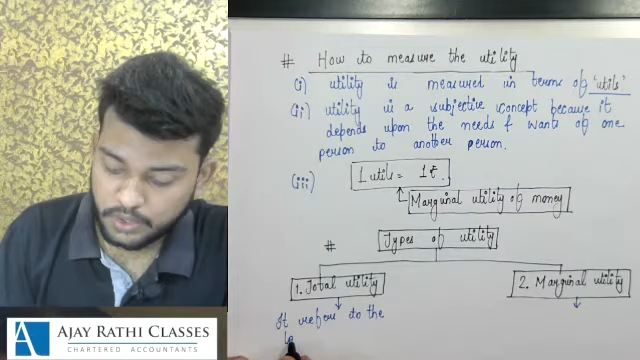 # How to measure the utility
(i) utility is measured in terms of 'utils'
(ii) utility is a subjective concept because it
depends upon the needs & wants of one
person to another person.
(iii) 1 utils = 1₹.
Marginal utility of money
# Types of utility
1. Total utility
2. Marginal utility
It refers to the
AJAY RATHI CLASSES
CHARTERED ACCOUNTANTS